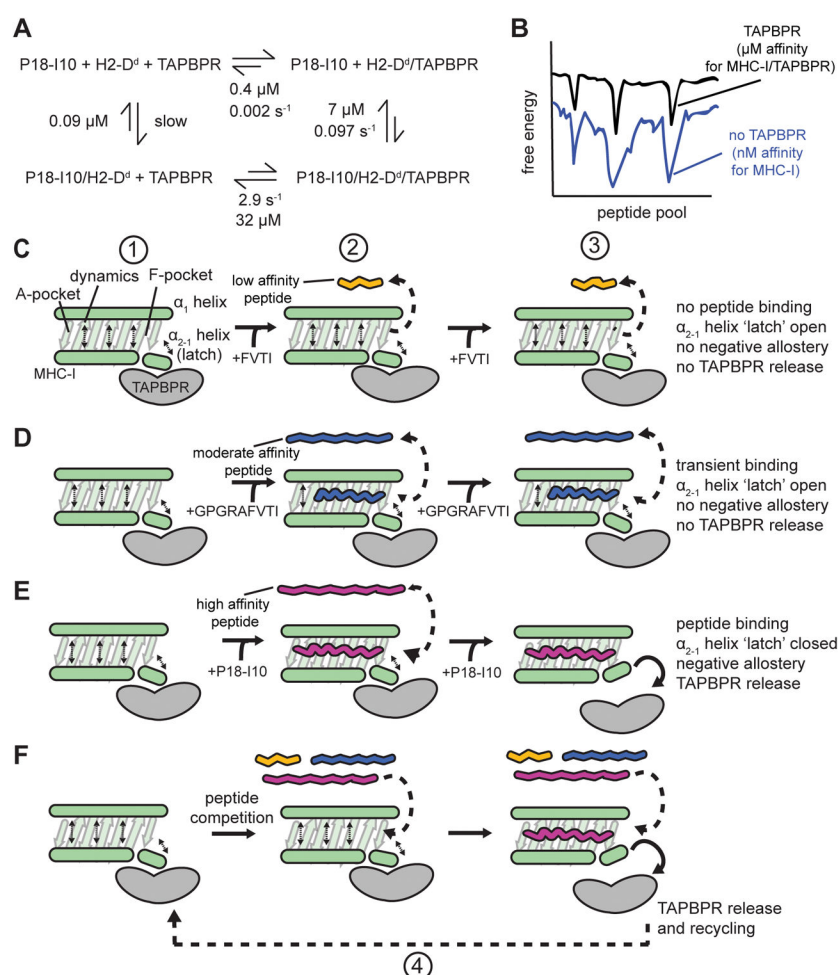 A
P18-I10 + H2-Dᵈ + TAPBPR
P18-I10 + H2-Dᵈ/TAPBPR
0.4 µM
0.002 s⁻¹
0.09 µM
slow
7 µM
0.097 s⁻¹
P18-I10/H2-Dᵈ + TAPBPR
P18-I10/H2-Dᵈ/TAPBPR
2.9 s⁻¹
32 µM
B
free energy
peptide pool
TAPBPR
(µM affinity
for MHC-I/TAPBPR)
no TAPBPR
(nM affinity
for MHC-I)
C
1
2
3
dynamics
F-pocket
A-pocket
α₁ helix
α₂₋₁ helix
(latch)
MHC-I
TAPBPR
low affinity
peptide
+FVTI
+FVTI
no peptide binding
α₂₋₁ helix 'latch' open
no negative allostery
no TAPBPR release
D
moderate affinity
peptide
+GPGRAFVTI
+GPGRAFVTI
transient binding
α₂₋₁ helix 'latch' open
no negative allostery
no TAPBPR release
E
high affinity
peptide
+P18-I10
+P18-I10
peptide binding
α₂₋₁ helix 'latch' closed
negative allostery
TAPBPR release
F
peptide
competition
TAPBPR release
and recycling
4